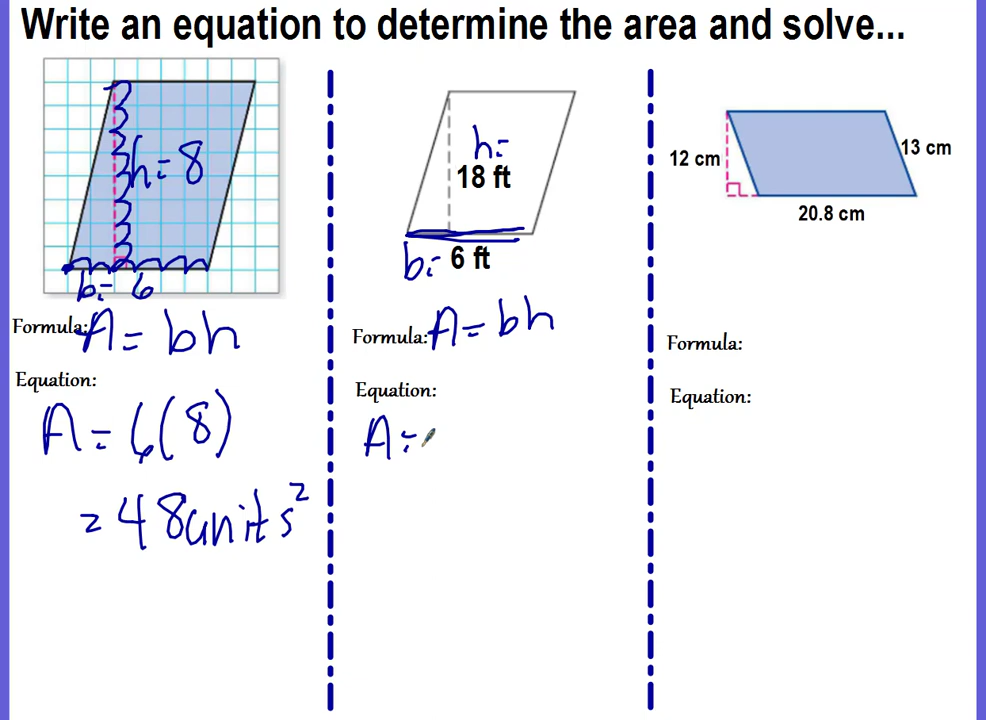 Write an equation to determine the area and solve...
h= 8
b= 6
Formula: A= bh
Equation:
A= 6(8)
= 48units²
h=
18 ft
b= 6 ft
Formula: A= bh
Equation:
A=
12 cm
13 cm
20.8 cm
Formula:
Equation: